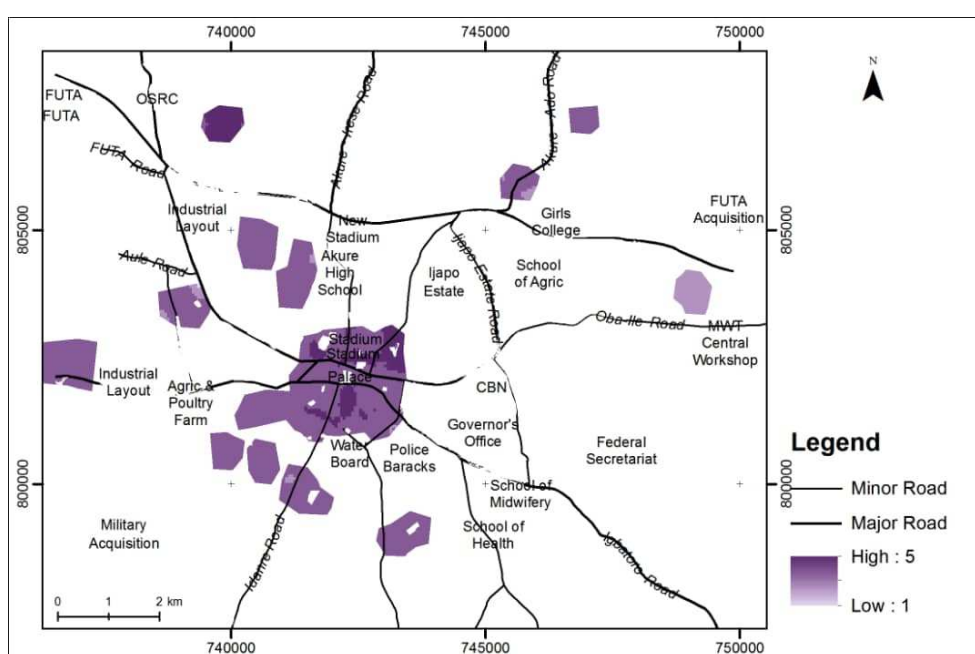 740000
745000
750000
N
FUTA
OSRC
FUTA
Akure - Irese Road
Akure - Ado Road
FUTA Road
FUTA
Acquisition
805000
805000
Industrial
Layout
New
Stadium
Girls
College
Aule Road
Akure
High
School
Ijapo
Estate
Ijapo Estate Road
School
of Agric
Oba-Ile Road
MWT
Central
Workshop
Stadium
Stadium
Palace
Industrial
Layout
Agric &
Poultry
Farm
CBN
Governor's
Office
Water
Board
Police
Baracks
Federal
Secretariat
800000
800000
School of
Midwifery
School of
Health
Military
Acquisition
Idanre Road
Igbatoro Road
0 1 2 km
740000
745000
750000
Legend
Minor Road
Major Road
High : 5
Low : 1